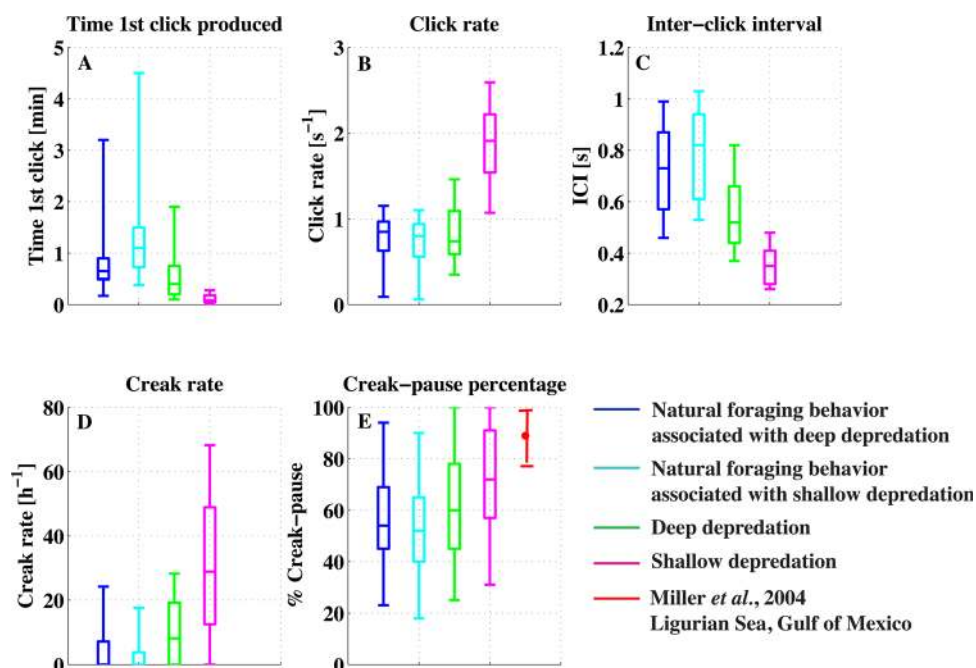 Time 1st click produced
A
Time 1st click [min]
5
4
3
2
1
0
Click rate
B
Click rate [s⁻¹]
3
2
1
0
Inter-click interval
C
ICI [s]
1.2
1
0.8
0.6
0.4
0.2
Creak rate
D
Creak rate [h⁻¹]
80
60
40
20
0
Creak-pause percentage
E
% Creak-pause
100
80
60
40
20
0
Natural foraging behavior
associated with deep depredation
Natural foraging behavior
associated with shallow depredation
Deep depredation
Shallow depredation
Miller et al., 2004
Ligurian Sea, Gulf of Mexico